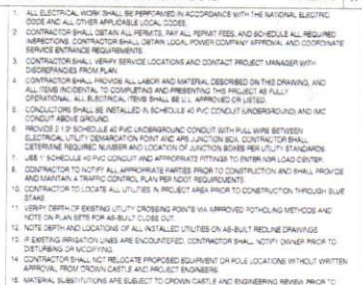 1. ALL ELECTRICAL WORK SHALL BE PERFORMED IN ACCORDANCE WITH THE NATIONAL ELECTRIC
CODE AND ALL OTHER APPLICABLE LOCAL CODES.
2. CONTRACTOR SHALL OBTAIN ALL PERMITS, PAY ALL PERMIT FEES, AND SCHEDULE ALL REQUIRED
INSPECTIONS. CONTRACTOR SHALL OBTAIN LOCAL POWER COMPANY APPROVAL AND COORDINATE
SERVICE ENTRANCE REQUIREMENTS.
3. CONTRACTOR SHALL VERIFY SERVICE LOCATIONS AND CONTACT PROJECT MANAGER WITH
DISCREPANCIES FROM PLAN.
4. CONTRACTOR SHALL PROVIDE ALL LABOR AND MATERIAL DESCRIBED ON THIS DRAWING, AND
ALL ITEMS INCIDENTAL TO COMPLETING AND PRESENTING THIS PROJECT AS FULLY
OPERATIONAL. ALL ELECTRICAL ITEMS SHALL BE U.L. APPROVED OR LISTED.
5. CONDUCTORS SHALL BE INSTALLED IN SCHEDULE 40 PVC CONDUIT (UNDERGROUND) AND IMC
CONDUIT ABOVE GROUND.
6. PROVIDE 2 1/2" SCHEDULE 40 PVC UNDERGROUND CONDUIT WITH PULL WIRE BETWEEN
ELECTRICAL UTILITY DEMARCATION POINT AND JUNCTION BOX. CONTRACTOR SHALL
DETERMINE REQUIRED NUMBER AND LOCATION OF JUNCTION BOXES PER UTILITY STANDARDS.
7. USE 1" SCHEDULE 40 PVC CONDUIT AND APPROPRIATE FITTINGS TO ENTER LOAD CENTER.
8. CONTRACTOR TO NOTIFY ALL APPROPRIATE PARTIES PRIOR TO CONSTRUCTION AND SHALL PROVIDE
AND MAINTAIN A TRAFFIC CONTROL PLAN PER NDOT REQUIREMENTS.
10. CONTRACTOR TO LOCATE ALL UTILITIES IN PROJECT AREA PRIOR TO CONSTRUCTION THROUGH BLUE
STAKE.
11. VERIFY DEPTH OF EXISTING UTILITY CROSSING POINTS VIA APPROVED POTHOLING METHODS AND
NOTE ON PLAN SETS FOR AS-BUILT CLOSE OUT.
12. NOTE DEPTH AND LOCATIONS OF ALL INSTALLED UTILITIES ON AS-BUILT REDLINE DRAWINGS.
13. IF EXISTING IRRIGATION LINES ARE ENCOUNTERED, CONTRACTOR SHALL NOTIFY OWNER PRIOR TO
DISTURBING OR MODIFYING.
14. CONTRACTOR SHALL NOT RELOCATE PROPOSED EQUIPMENT OR POLE LOCATIONS WITHOUT WRITTEN
APPROVAL FROM CROWN CASTLE AND PROJECT ENGINEERS.
15. MATERIAL SUBSTITUTIONS ARE SUBJECT TO CROWN CASTLE AND ENGINEERING REVIEW PRIOR TO